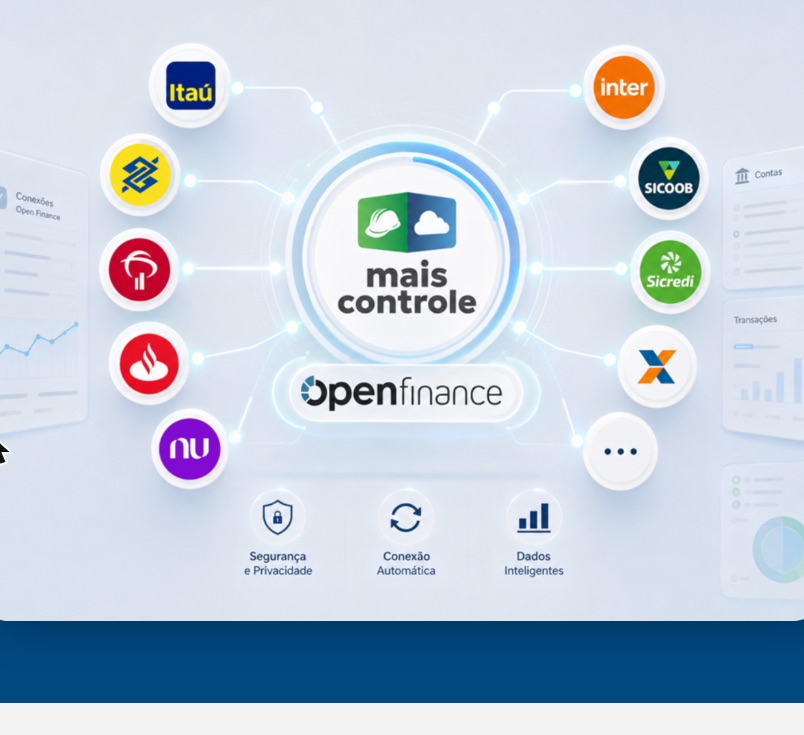 Itaú
inter
SICOOB
Conexões
Open Finance
Contas
mais
controle
Sicredi
Transações
openfinance
nu
...
Segurança
e Privacidade
Conexão
Automática
Dados
Inteligentes